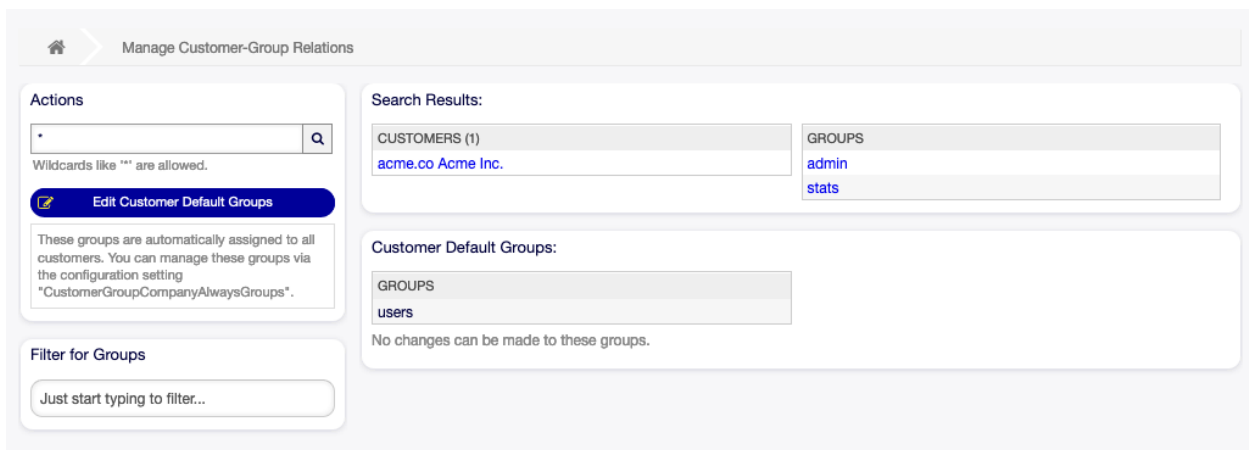 Manage Customer-Group Relations
Actions
*
Wildcards like '*' are allowed.
Edit Customer Default Groups
These groups are automatically assigned to all
customers. You can manage these groups via
the configuration setting
"CustomerGroupCompanyAlwaysGroups".
Filter for Groups
Just start typing to filter...
Search Results:
CUSTOMERS (1)
acme.co Acme Inc.
GROUPS
admin
stats
Customer Default Groups:
GROUPS
users
No changes can be made to these groups.